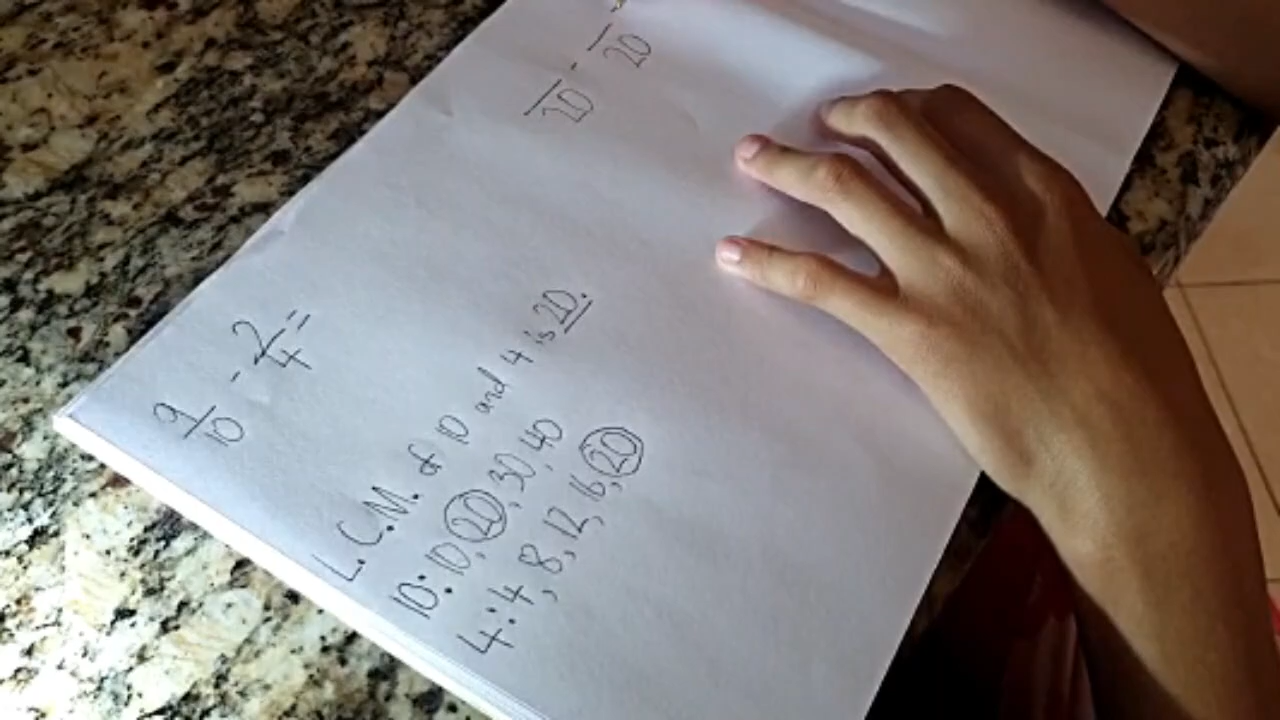 9/10 - 2/4 =
L.C.M. of 10 and 4 is 20.
10: 10, 20, 30, 40
4: 4, 8, 12, 16, 20
/20 - /20